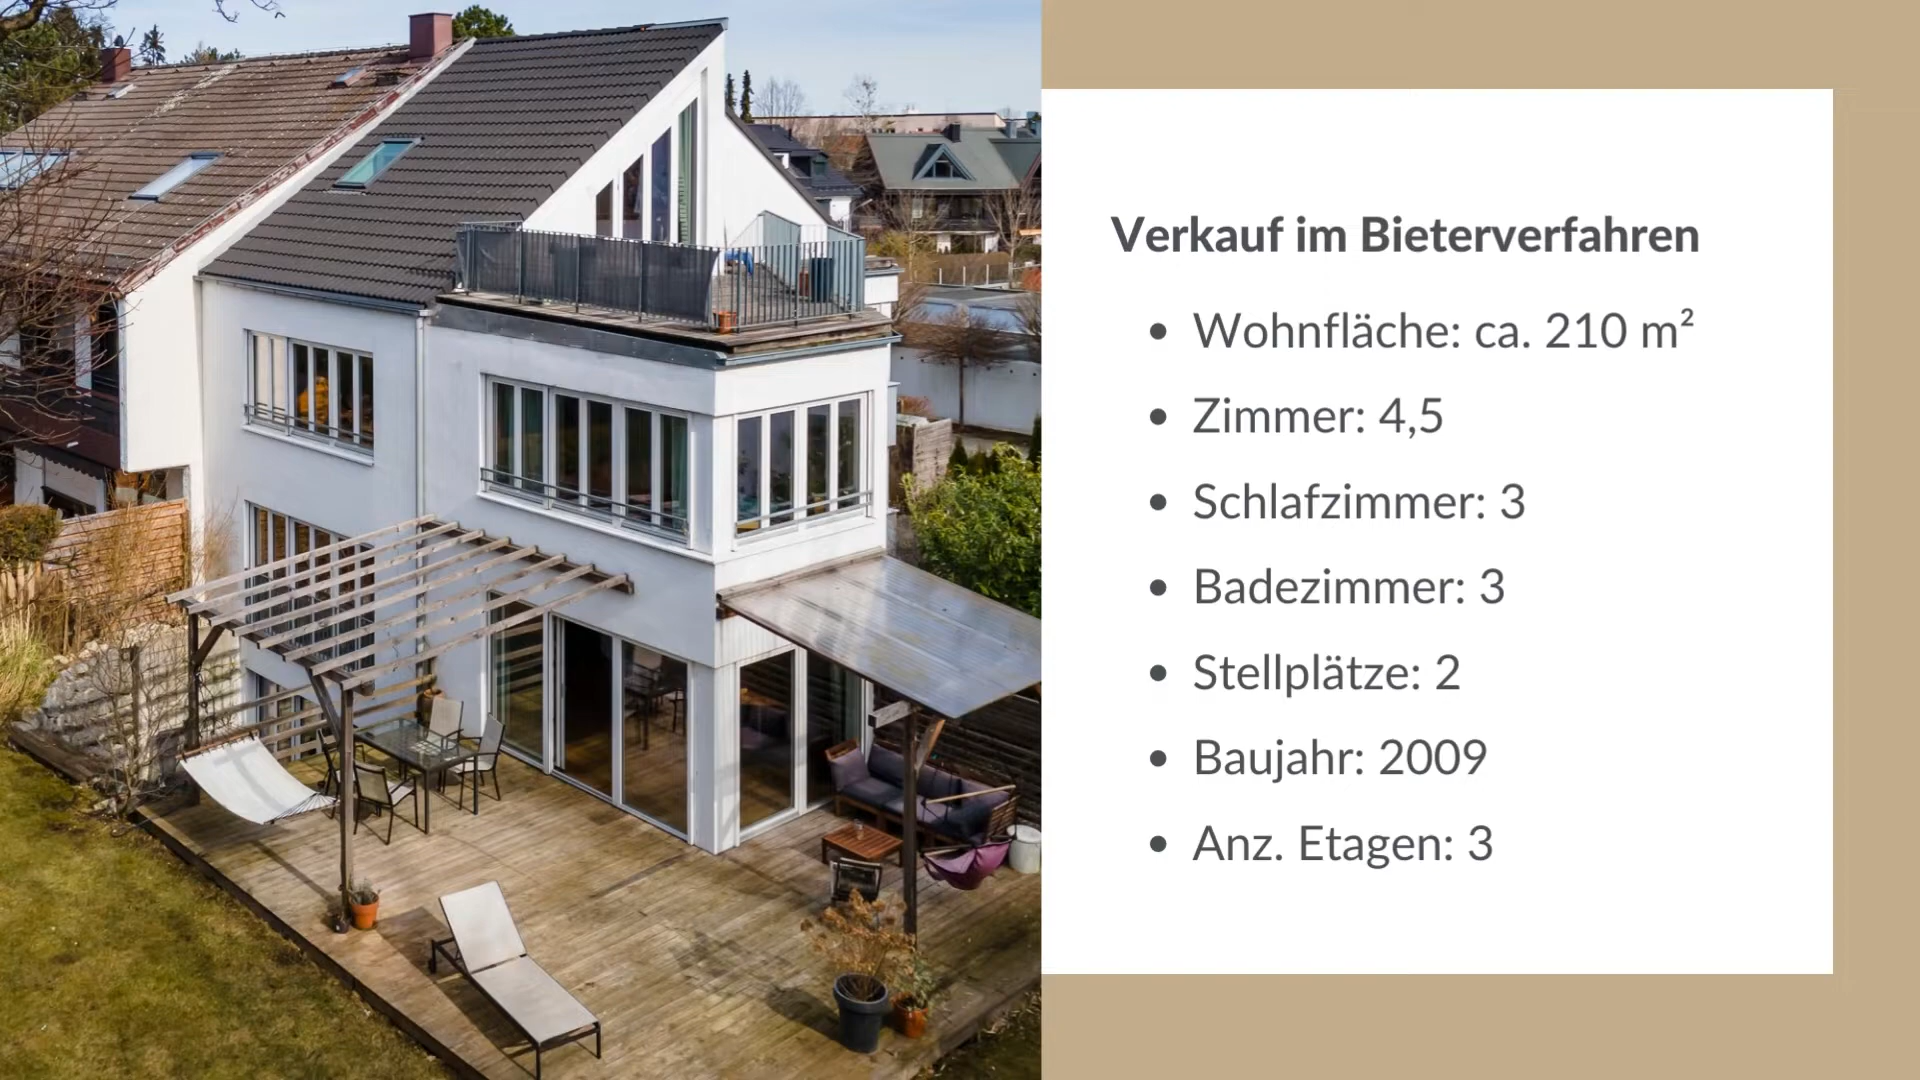 Verkauf im Bieterverfahren
• Wohnfläche: ca. 210 m²
• Zimmer: 4,5
• Schlafzimmer: 3
• Badezimmer: 3
• Stellplätze: 2
• Baujahr: 2009
• Anz. Etagen: 3